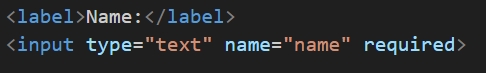 <label>Name:</label>
<input type="text" name="name" required>